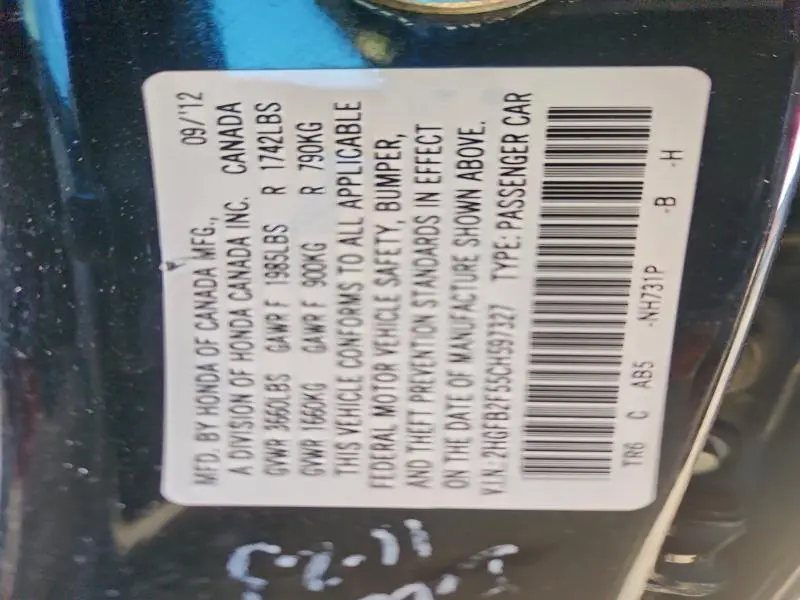 MFD. BY HONDA OF CANADA MFG., 09/'12
A DIVISION OF HONDA CANADA INC. CANADA
GVWR 3660LBS GAWR F 1985LBS R 1742LBS
GVWR 1660KG GAWR F 900KG R 790KG
THIS VEHICLE CONFORMS TO ALL APPLICABLE
FEDERAL MOTOR VEHICLE SAFETY, BUMPER,
AND THEFT PREVENTION STANDARDS IN EFFECT
ON THE DATE OF MANUFACTURE SHOWN ABOVE.
V.I.N.:2HGFB2F55CH597327 TYPE: PASSENGER CAR
TR6 C AB5 -NH731P -B -H